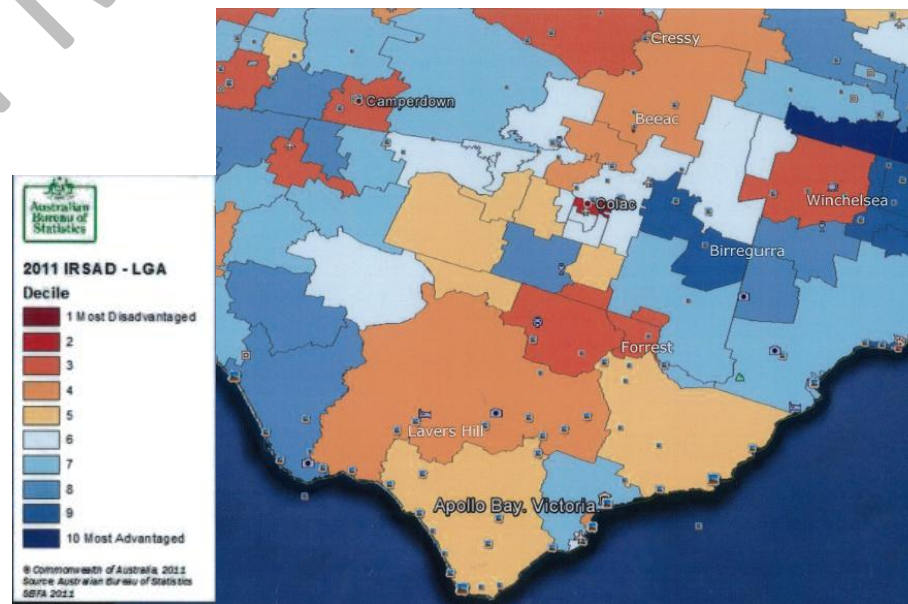 Australian
Bureau of
Statistics
2011 IRSAD - LGA
Decile
1 Most Disadvantaged
2
3
4
5
6
7
8
9
10 Most Advantaged
© Commonwealth of Australia, 2011
Source: Australian Bureau of Statistics
SEIFA 2011
Cressy
Camperdown
Beeac
Winchelsea
Colac
Birregurra
Forrest
Lavers Hill
Apollo Bay, Victoria